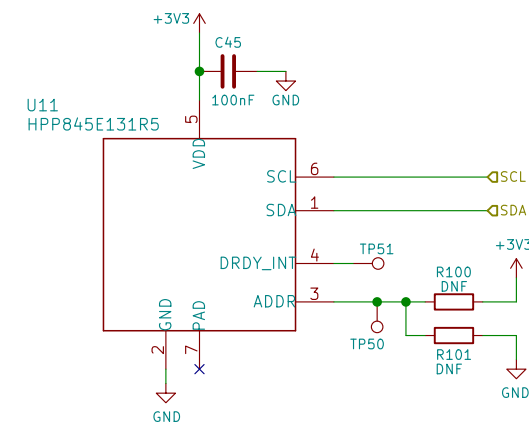 +3V3
C45
100nF
GND
U11
HPP845E131R5
5
VDD
SCL
6
SCL
SDA
1
SDA
DRDY_INT
4
TP51
ADDR
3
TP50
+3V3
R100
DNF
R101
DNF
GND
GND
PAD
2
7
GND